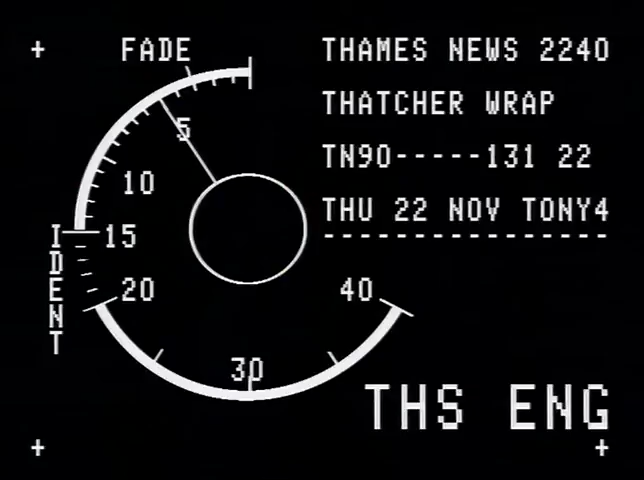 FADE
THAMES NEWS 2240
THATCHER WRAP
TN90-----131 22
THU 22 NOV TONY4
----------------
5
10
15
20
30
40
IDENT
THS ENG